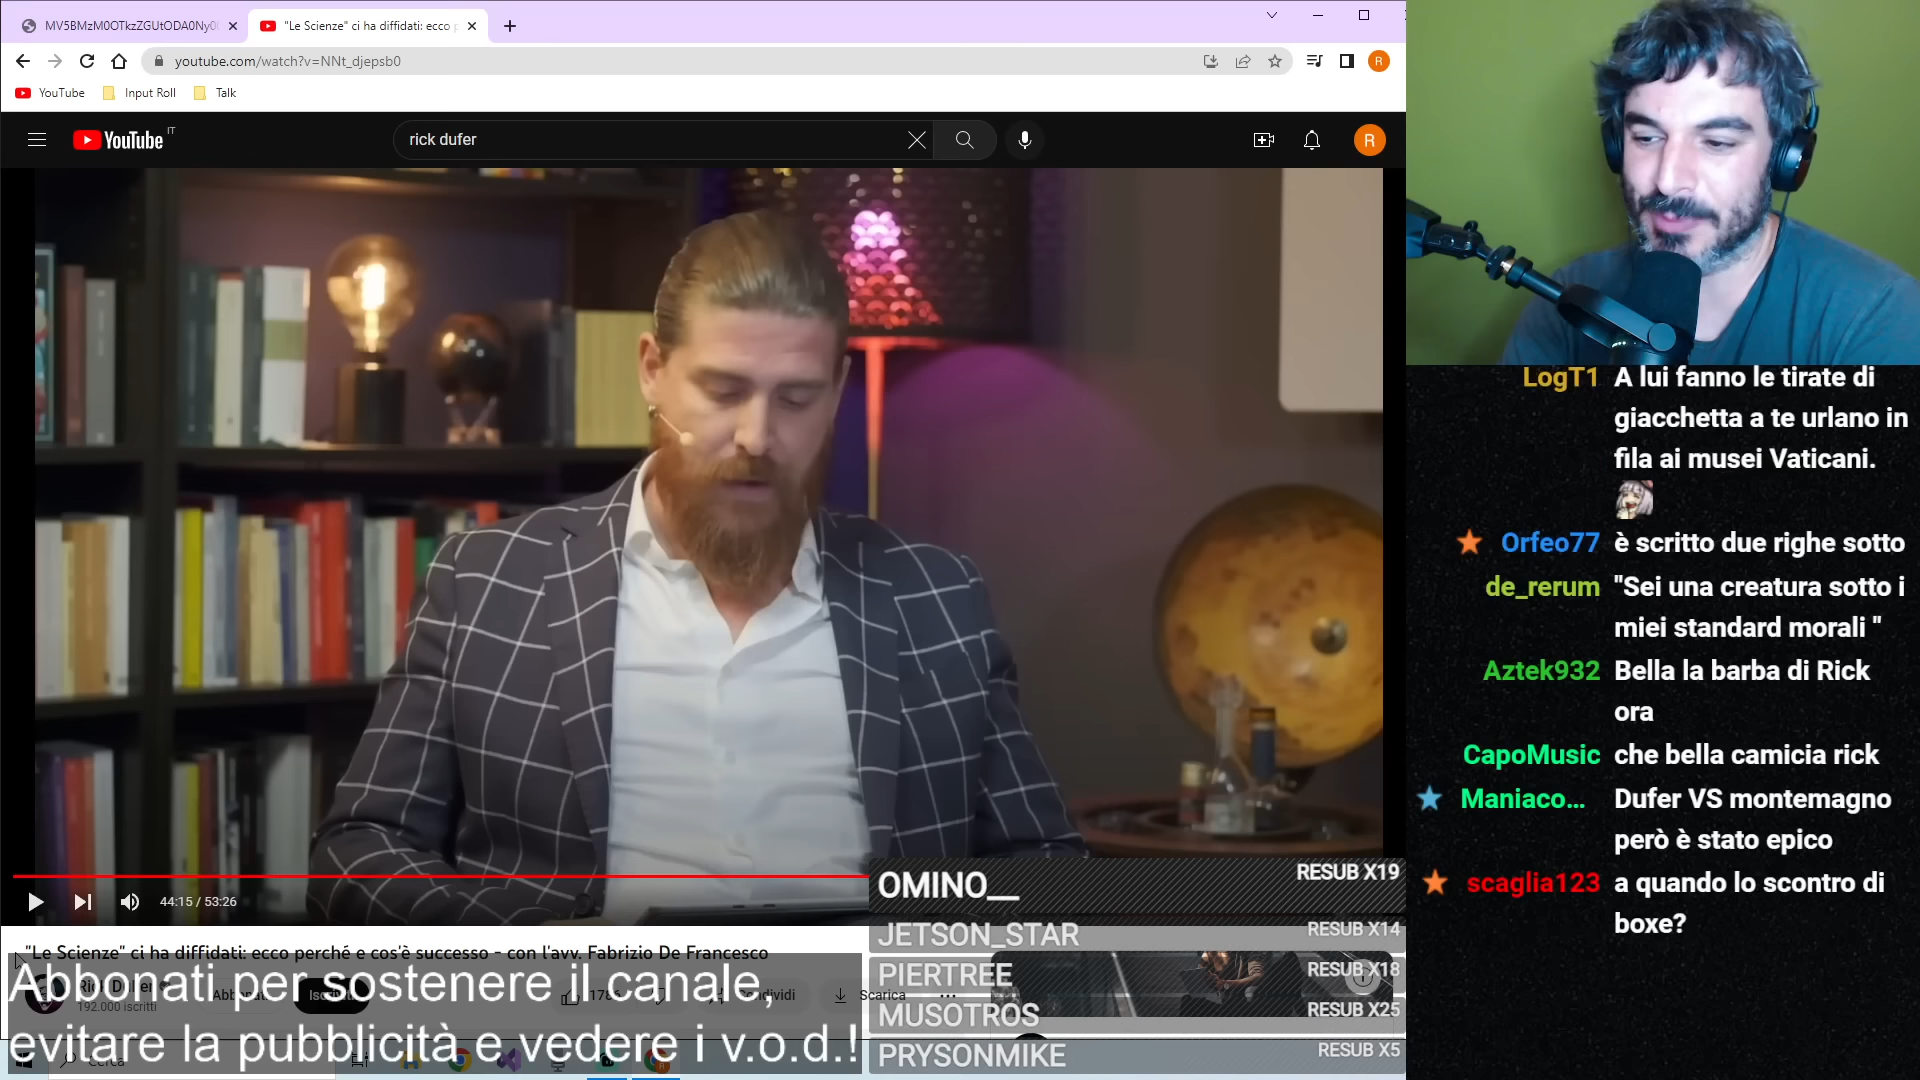 MV5BMzM0OTkzZGUtODA0Ny0
"Le Scienze" ci ha diffidati: ecco p
youtube.com/watch?v=NNt_djepsb0
R
YouTube
Input Roll
Talk
YouTube IT
rick dufer
R
44:15 / 53:26
"Le Scienze" ci ha diffidati: ecco perché e cos'è successo - con l'avv. Fabrizio De Francesco
Rick Dufer
192.000 iscritti
Scarica
Abbonati per sostenere il canale,
evitare la pubblicità e vedere i v.o.d.!
Cerca
OMINO__ RESUB X19
JETSON_STAR RESUB X14
PIERTREE RESUB X18
MUSOTROS RESUB X25
PRYSONMIKE RESUB X5
LogT1 A lui fanno le tirate di
giacchetta a te urlano in
fila ai musei Vaticani.
Orfeo77 è scritto due righe sotto
de_rerum "Sei una creatura sotto i
miei standard morali "
Aztek932 Bella la barba di Rick
ora
CapoMusic che bella camicia rick
Maniaco... Dufer VS montemagno
però è stato epico
scaglia123 a quando lo scontro di
boxe?